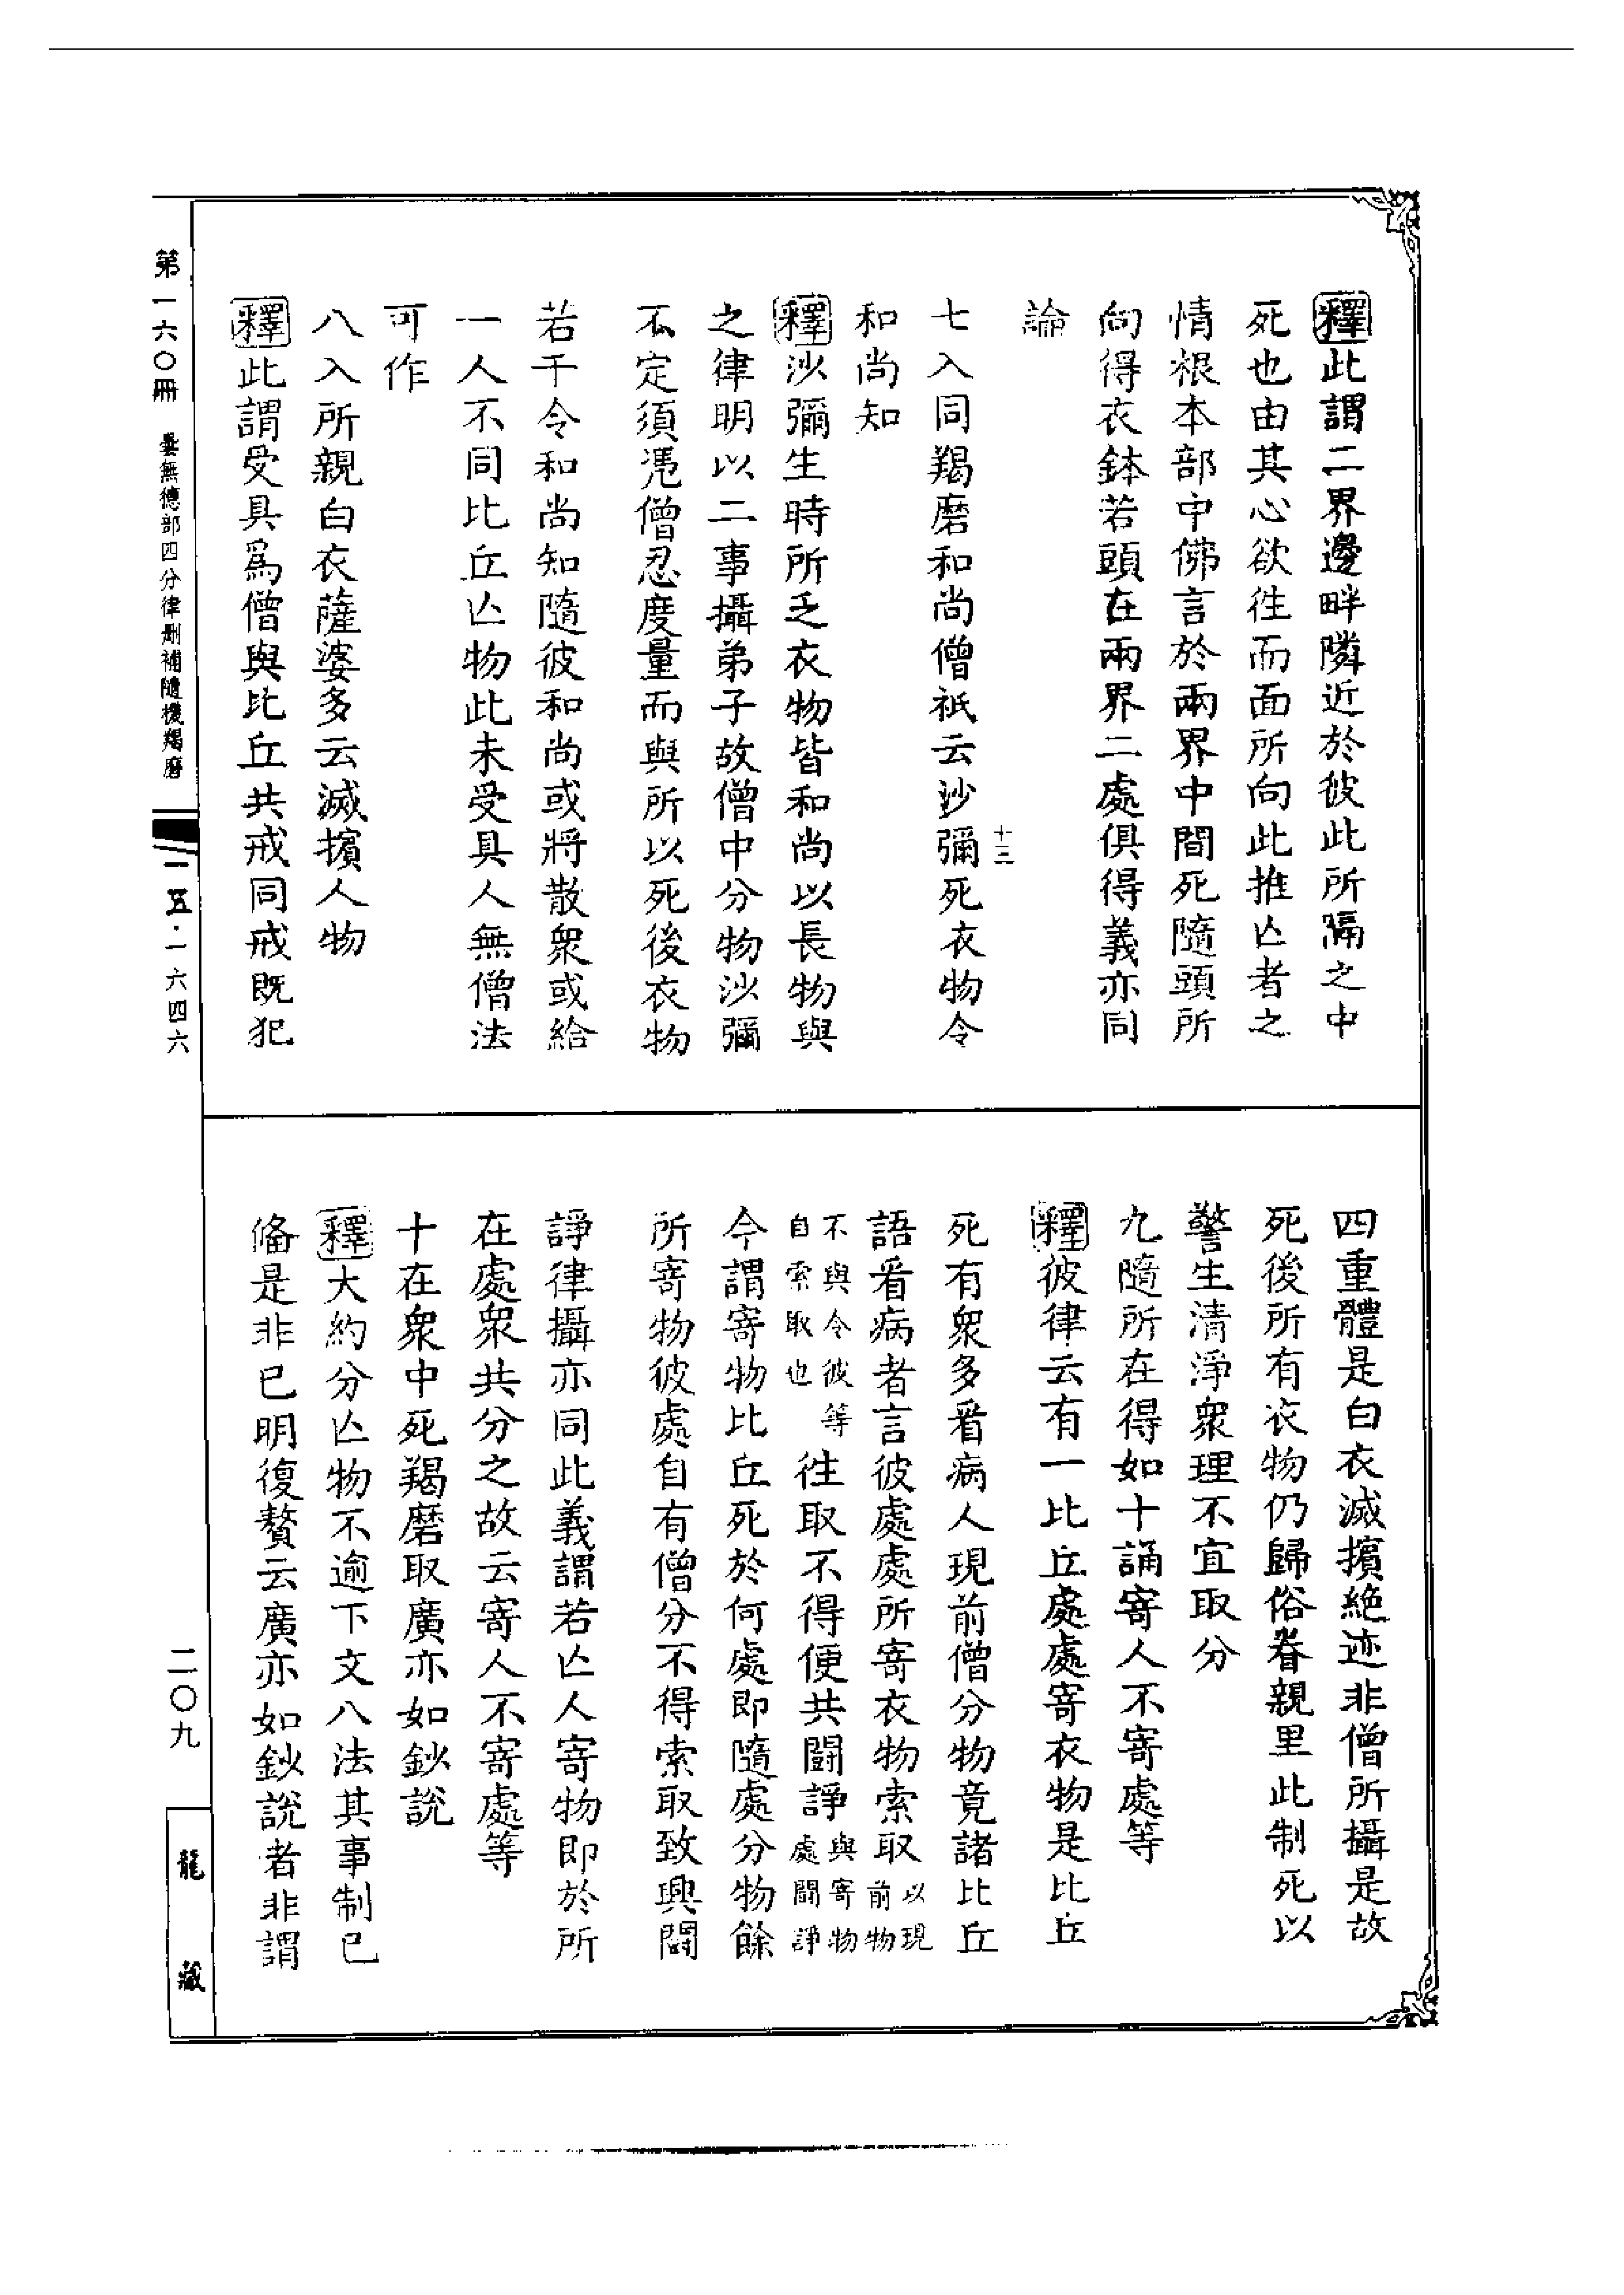 釋此謂二界邊畔隣近於彼此所隔之中
死也由其心欲徃而面所向此推亾者之
情根本部中佛言於兩界中間死隨頭所
向得衣鉢若頭在兩界二處俱得義亦同
論
十三
七入同羯磨和尚僧祇云沙彌死衣物令
和尚知
釋沙彌生時所乏衣物皆和尚以長物與
之律明以二事攝弟子故僧中分物沙彌
不定須凭僧忍度量而與所以死後衣物
若干令和尚知隨彼和尚或將散衆或給
一人不同比丘亾物此未受具人無僧法
可作
八入所親白衣薩婆多云滅擯人物
釋此謂受具爲僧與比丘共戒同戒既犯
四重體是白衣滅擯絶迹非僧所攝是故
死後所有衣物仍歸俗眷親里此制死以
警生清淨衆理不宜取分
九隨所在得如十誦寄人不寄處等
釋彼律云有一比丘處處寄衣物是比丘
死有衆多看病人現前僧分物竟諸比丘
語看病者言彼處處所寄衣物索取以現前物
不與令彼等自索取也徃取不得便共鬪諍與寄物處鬪諍
今謂寄物比丘死於何處即隨處分物餘
所寄物彼處自有僧分不得索取致興鬪
諍律攝亦同此義謂若亾人寄物即於所
在處衆共分之故云寄人不寄處等
十在衆中死羯磨取廣亦如鈔說
釋大約分亾物不逾下文八法其事制已
俻是非已明復贅云廣亦如鈔說者非謂
第一六〇冊　曇無德部四分律刪補隨機羯磨
一五·一六四六
二〇九
龍藏